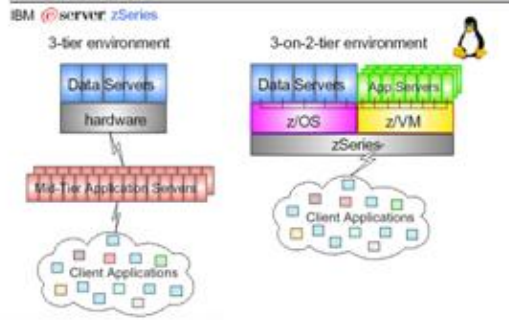 IBM eserver zSeries
3-tier environment
Data Servers
hardware
Mid-Tier Application Servers
Client Applications
3-on-2-tier environment
Data Servers
App Servers
z/OS
z/VM
zSeries
Client Applications